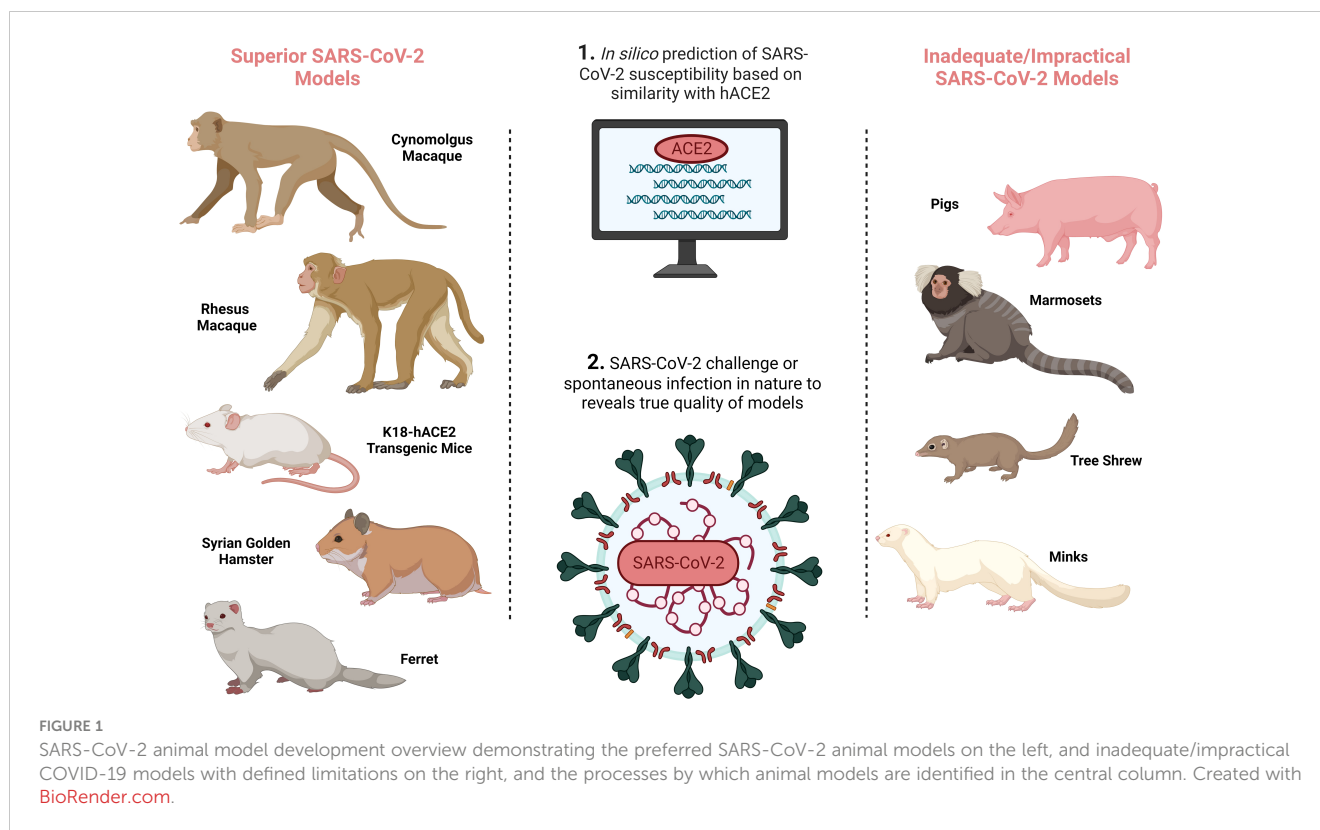 Superior SARS-CoV-2
Models
Cynomolgus
Macaque
Rhesus
Macaque
K18-hACE2
Transgenic Mice
Syrian Golden
Hamster
Ferret
1. In silico prediction of SARS-
CoV-2 susceptibility based on
similarity with hACE2
ACE2
2. SARS-CoV-2 challenge or
spontaneous infection in nature to
reveals true quality of models
SARS-CoV-2
Inadequate/Impractical
SARS-CoV-2 Models
Pigs
Marmosets
Tree Shrew
Minks
FIGURE 1
SARS-CoV-2 animal model development overview demonstrating the preferred SARS-CoV-2 animal models on the left, and inadequate/impractical
COVID-19 models with defined limitations on the right, and the processes by which animal models are identified in the central column. Created with
BioRender.com.